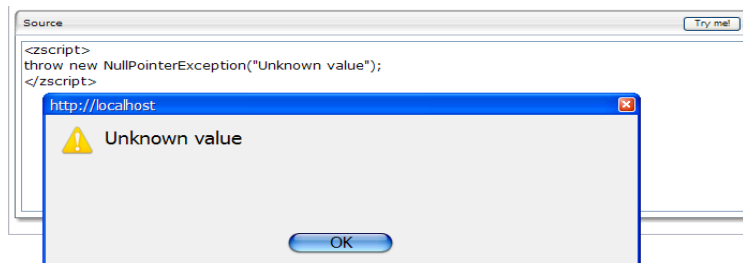 Source
Try me!
<zscript>
throw new NullPointerException("Unknown value");
</zscript>
http://localhost
Unknown value
OK